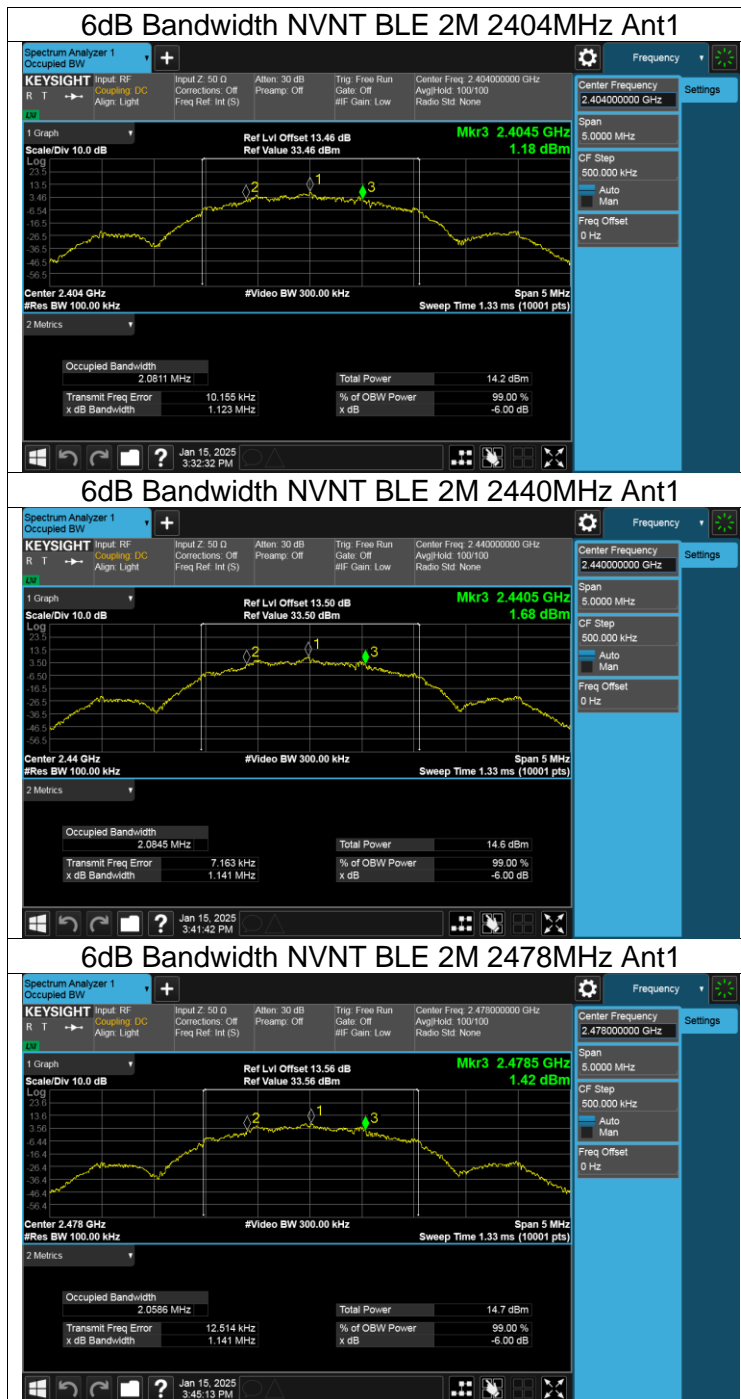 6dB Bandwidth NVNT BLE 2M 2404MHz Ant1
Spectrum Analyzer 1
Occupied BW
+
Frequency
KEYSIGHT
R T
Input: RF
Coupling: DC
Align: Light
Input Z: 50 Ω
Corrections: Off
Freq Ref: Int (S)
Atten: 30 dB
Preamp: Off
Trig: Free Run
Gate: Off
#IF Gain: Low
Center Freq: 2.404000000 GHz
Avg|Hold: 100/100
Radio Std: None
LXI
Center Frequency
2.404000000 GHz
Settings
Span
5.0000 MHz
CF Step
500.000 kHz
Auto
Man
Freq Offset
0 Hz
1 Graph
Scale/Div 10.0 dB
Ref Lvl Offset 13.46 dB
Ref Value 33.46 dBm
Mkr3 2.4045 GHz
1.18 dBm
Log
23.5
13.5
3.46
-6.54
-16.5
-26.5
-36.5
-46.5
-56.5
2
1
3
Center 2.404 GHz
#Res BW 100.00 kHz
#Video BW 300.00 kHz
Span 5 MHz
Sweep Time 1.33 ms (10001 pts)
2 Metrics
Occupied Bandwidth
2.0811 MHz
Total Power 14.2 dBm
Transmit Freq Error 10.155 kHz
% of OBW Power 99.00 %
x dB Bandwidth 1.123 MHz
x dB -6.00 dB
?
Jan 15, 2025
3:32:32 PM
6dB Bandwidth NVNT BLE 2M 2440MHz Ant1
Spectrum Analyzer 1
Occupied BW
+
Frequency
KEYSIGHT
R T
Input: RF
Coupling: DC
Align: Light
Input Z: 50 Ω
Corrections: Off
Freq Ref: Int (S)
Atten: 30 dB
Preamp: Off
Trig: Free Run
Gate: Off
#IF Gain: Low
Center Freq: 2.440000000 GHz
Avg|Hold: 100/100
Radio Std: None
LXI
Center Frequency
2.440000000 GHz
Settings
Span
5.0000 MHz
CF Step
500.000 kHz
Auto
Man
Freq Offset
0 Hz
1 Graph
Scale/Div 10.0 dB
Ref Lvl Offset 13.50 dB
Ref Value 33.50 dBm
Mkr3 2.4405 GHz
1.68 dBm
Log
23.5
13.5
3.50
-6.50
-16.5
-26.5
-36.5
-46.5
-56.5
2
1
3
Center 2.44 GHz
#Res BW 100.00 kHz
#Video BW 300.00 kHz
Span 5 MHz
Sweep Time 1.33 ms (10001 pts)
2 Metrics
Occupied Bandwidth
2.0845 MHz
Total Power 14.6 dBm
Transmit Freq Error 7.163 kHz
% of OBW Power 99.00 %
x dB Bandwidth 1.141 MHz
x dB -6.00 dB
?
Jan 15, 2025
3:41:42 PM
6dB Bandwidth NVNT BLE 2M 2478MHz Ant1
Spectrum Analyzer 1
Occupied BW
+
Frequency
KEYSIGHT
R T
Input: RF
Coupling: DC
Align: Light
Input Z: 50 Ω
Corrections: Off
Freq Ref: Int (S)
Atten: 30 dB
Preamp: Off
Trig: Free Run
Gate: Off
#IF Gain: Low
Center Freq: 2.478000000 GHz
Avg|Hold: 100/100
Radio Std: None
LXI
Center Frequency
2.478000000 GHz
Settings
Span
5.0000 MHz
CF Step
500.000 kHz
Auto
Man
Freq Offset
0 Hz
1 Graph
Scale/Div 10.0 dB
Ref Lvl Offset 13.56 dB
Ref Value 33.56 dBm
Mkr3 2.4785 GHz
1.42 dBm
Log
23.6
13.6
3.56
-6.44
-16.4
-26.4
-36.4
-46.4
-56.4
2
1
3
Center 2.478 GHz
#Res BW 100.00 kHz
#Video BW 300.00 kHz
Span 5 MHz
Sweep Time 1.33 ms (10001 pts)
2 Metrics
Occupied Bandwidth
2.0586 MHz
Total Power 14.7 dBm
Transmit Freq Error 12.514 kHz
% of OBW Power 99.00 %
x dB Bandwidth 1.141 MHz
x dB -6.00 dB
?
Jan 15, 2025
3:45:13 PM